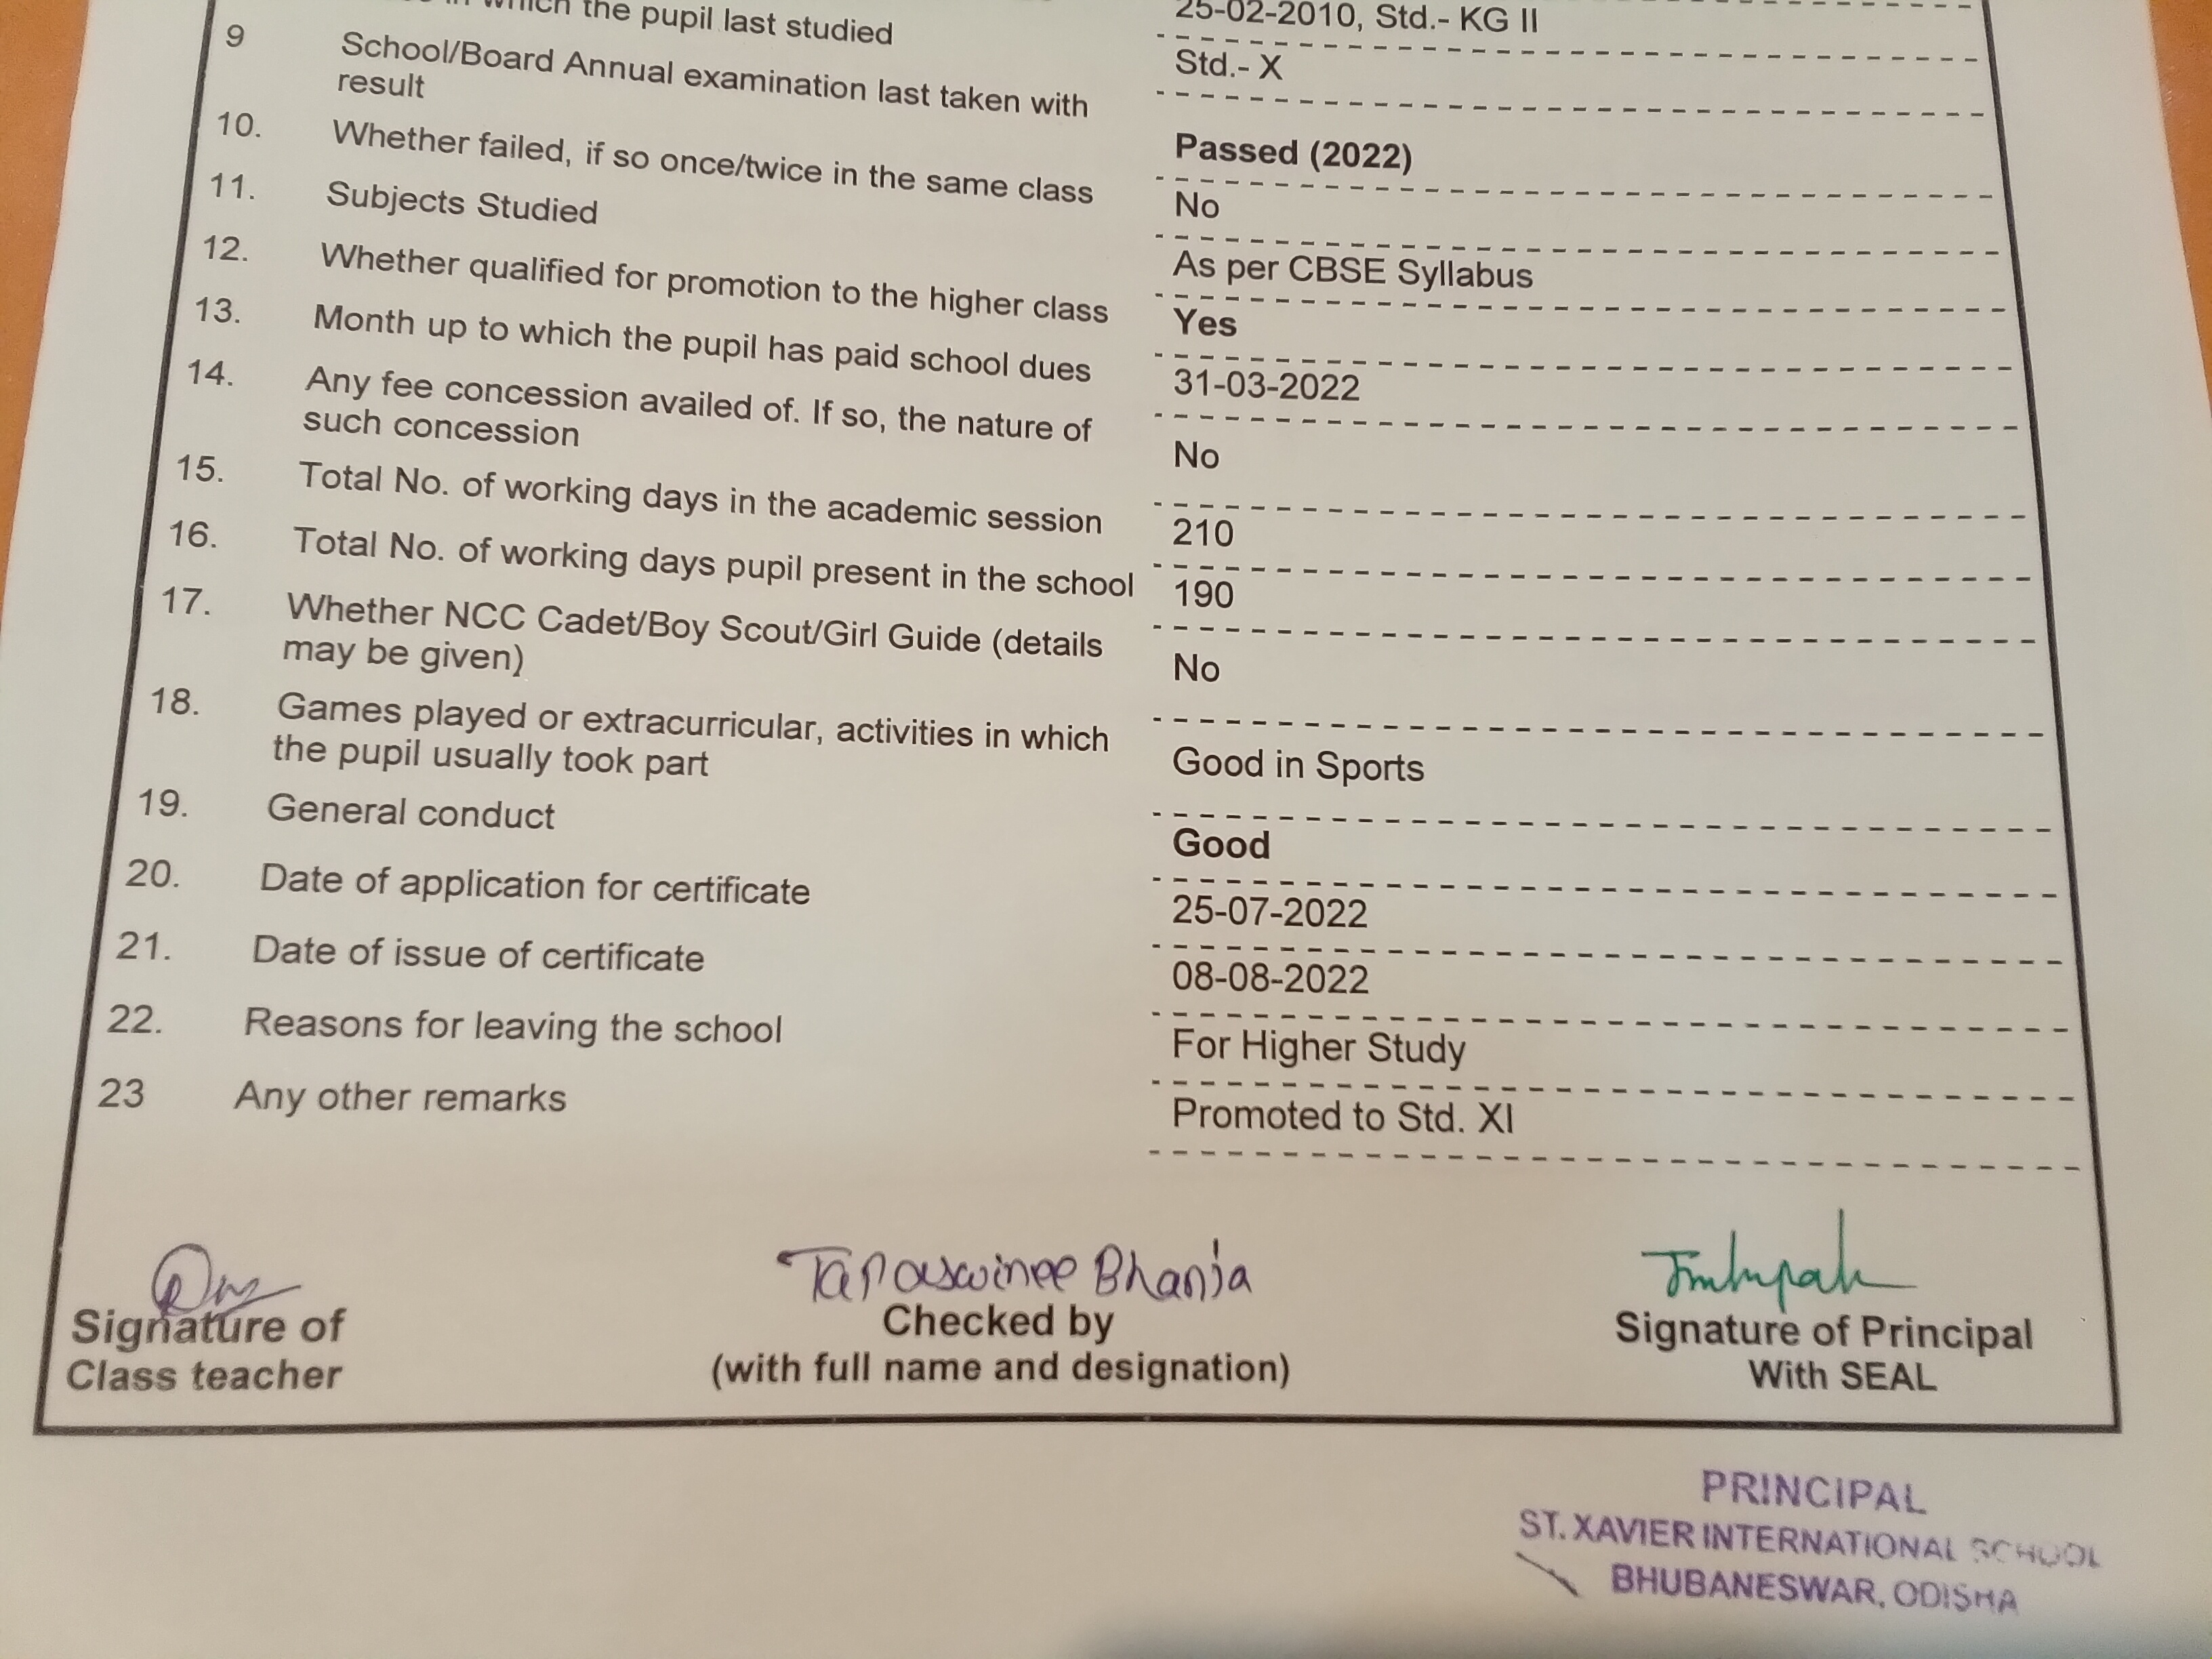 which the pupil last studied 25-02-2010, Std.- KG II
9 School/Board Annual examination last taken with Std.- X
result
Passed (2022)
10. Whether failed, if so once/twice in the same class No
11. Subjects Studied As per CBSE Syllabus
12. Whether qualified for promotion to the higher class Yes
13. Month up to which the pupil has paid school dues 31-03-2022
14. Any fee concession availed of. If so, the nature of
such concession No
15. Total No. of working days in the academic session 210
16. Total No. of working days pupil present in the school 190
17. Whether NCC Cadet/Boy Scout/Girl Guide (details
may be given) No
18. Games played or extracurricular, activities in which
the pupil usually took part Good in Sports
19. General conduct Good
20. Date of application for certificate 25-07-2022
21. Date of issue of certificate 08-08-2022
22. Reasons for leaving the school For Higher Study
23 Any other remarks Promoted to Std. XI
Tapaswinee Bhanja
Signature of Checked by Signature of Principal
Class teacher (with full name and designation) With SEAL
PRINCIPAL
ST. XAVIER INTERNATIONAL SCHOOL
BHUBANESWAR, ODISHA